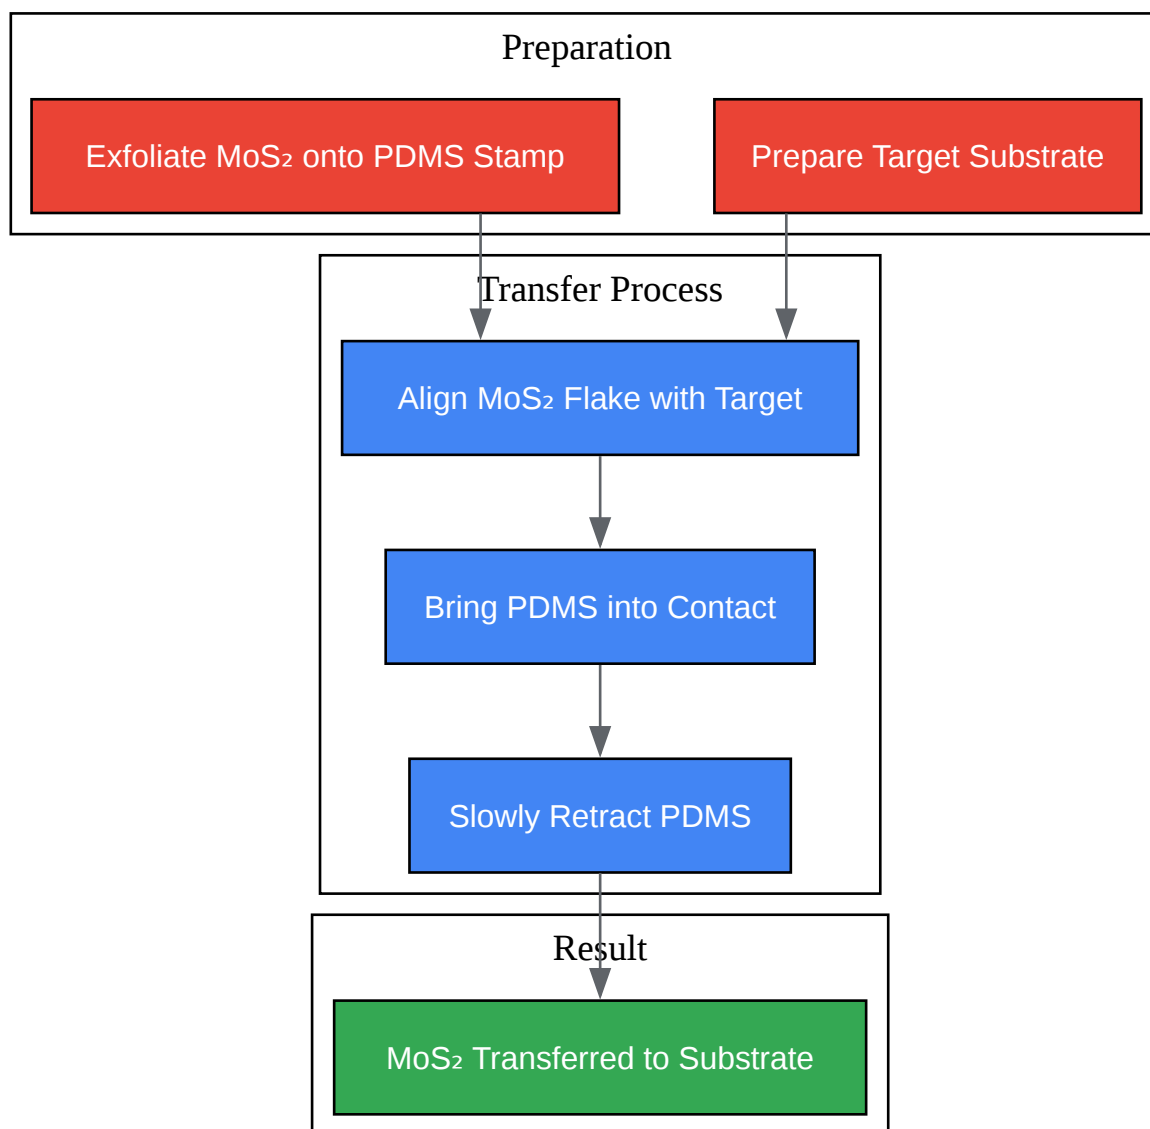 Preparation
Exfoliate MoS₂ onto PDMS Stamp
Prepare Target Substrate
Transfer Process
Align MoS₂ Flake with Target
Bring PDMS into Contact
Slowly Retract PDMS
Result
MoS₂ Transferred to Substrate